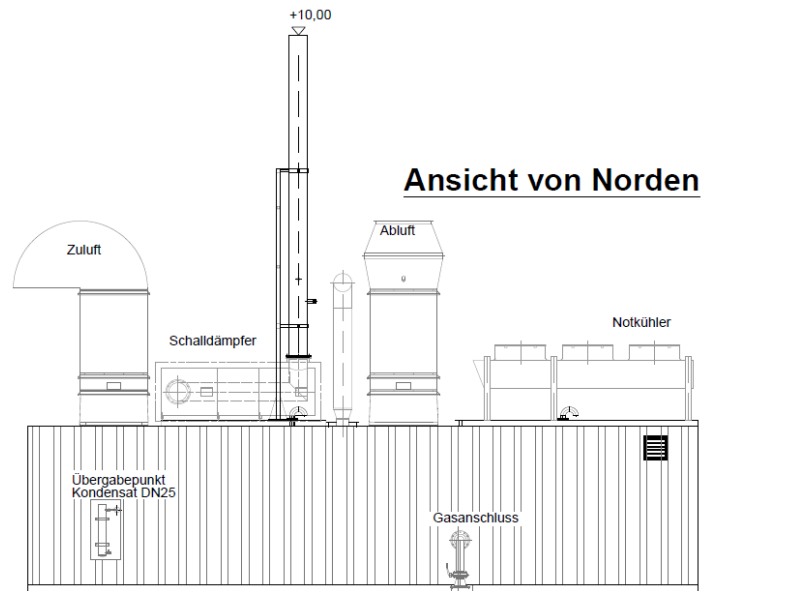 +10,00
Ansicht von Norden
Zuluft
Abluft
Notkühler
Schalldämpfer
Übergabepunkt
Kondensat DN25
Gasanschluss